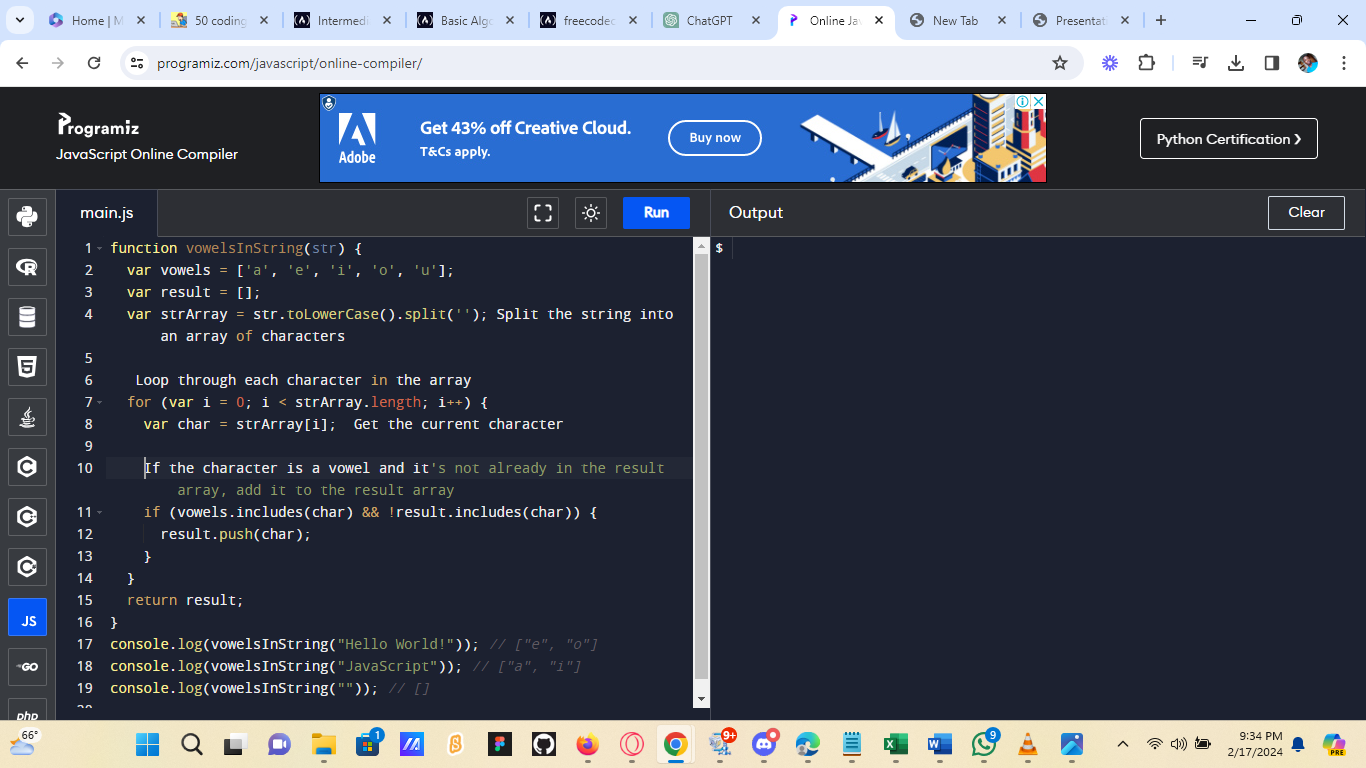 Home | M
50 coding
Intermedi
Basic Algo
freecodec
ChatGPT
Online Jav
New Tab
Presentati
programiz.com/javascript/online-compiler/
Programiz
JavaScript Online Compiler
Adobe
Get 43% off Creative Cloud.
T&Cs apply.
Buy now
Python Certification ❯
main.js
Run
Output
Clear
1 function vowelsInString(str) {
2 var vowels = ['a', 'e', 'i', 'o', 'u'];
3 var result = [];
4 var strArray = str.toLowerCase().split(''); Split the string into
an array of characters
5
6 Loop through each character in the array
7 for (var i = 0; i < strArray.length; i++) {
8 var char = strArray[i];  Get the current character
9
10 If the character is a vowel and it's not already in the result
array, add it to the result array
11 if (vowels.includes(char) && !result.includes(char)) {
12 result.push(char);
13 }
14 }
15 return result;
16 }
17 console.log(vowelsInString("Hello World!")); // ["e", "o"]
18 console.log(vowelsInString("JavaScript")); // ["a", "i"]
19 console.log(vowelsInString("")); // []
20
$
JS
GO
php
66°
1
9+
9
PRE
9:34 PM
2/17/2024